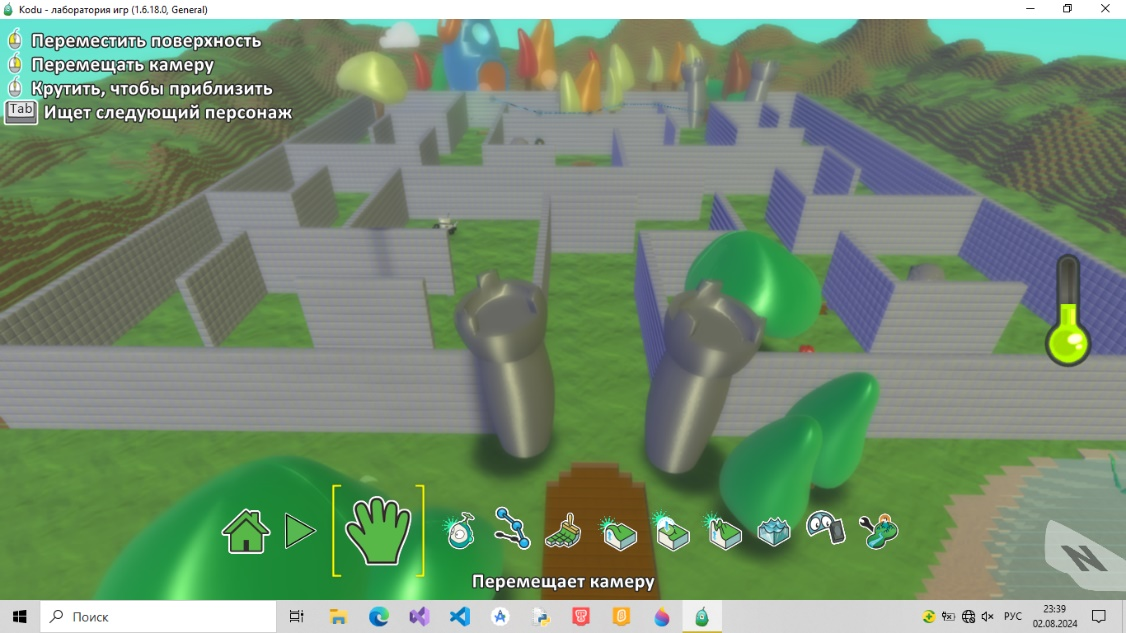 Kodu - лаборатория игр (1.6.18.0, General)
Переместить поверхность
Перемещать камеру
Крутить, чтобы приблизить
Tab Ищет следующий персонаж
N
Перемещает камеру
Поиск
РУС
23:39
02.08.2024